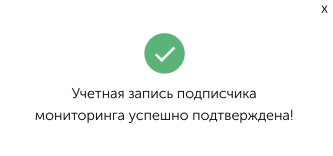 x
Учетная запись подписчика
мониторинга успешно подтверждена!